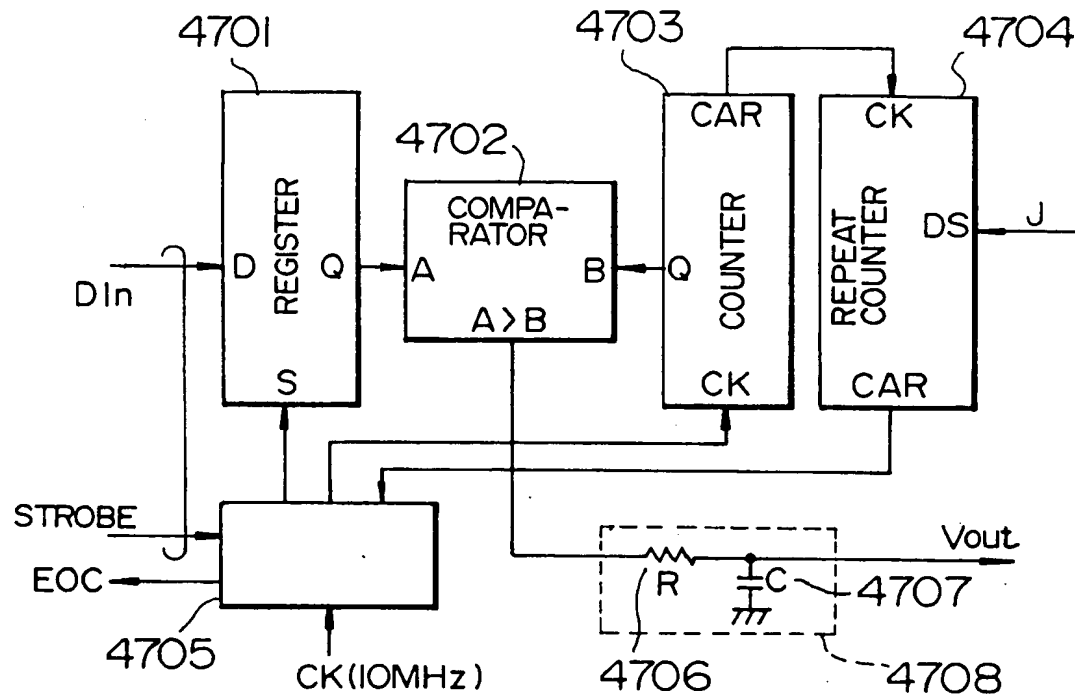 4701
4703
4704
CAR
CK
4702
REGISTER
COMPA-
RATOR
COUNTER
REPEAT
COUNTER
DS
J
D
Q
A
B
Q
DIn
A>B
S
CK
CAR
STROBE
EOC
Vout
R
C
4707
4705
CK(10MHz)
4706
4708